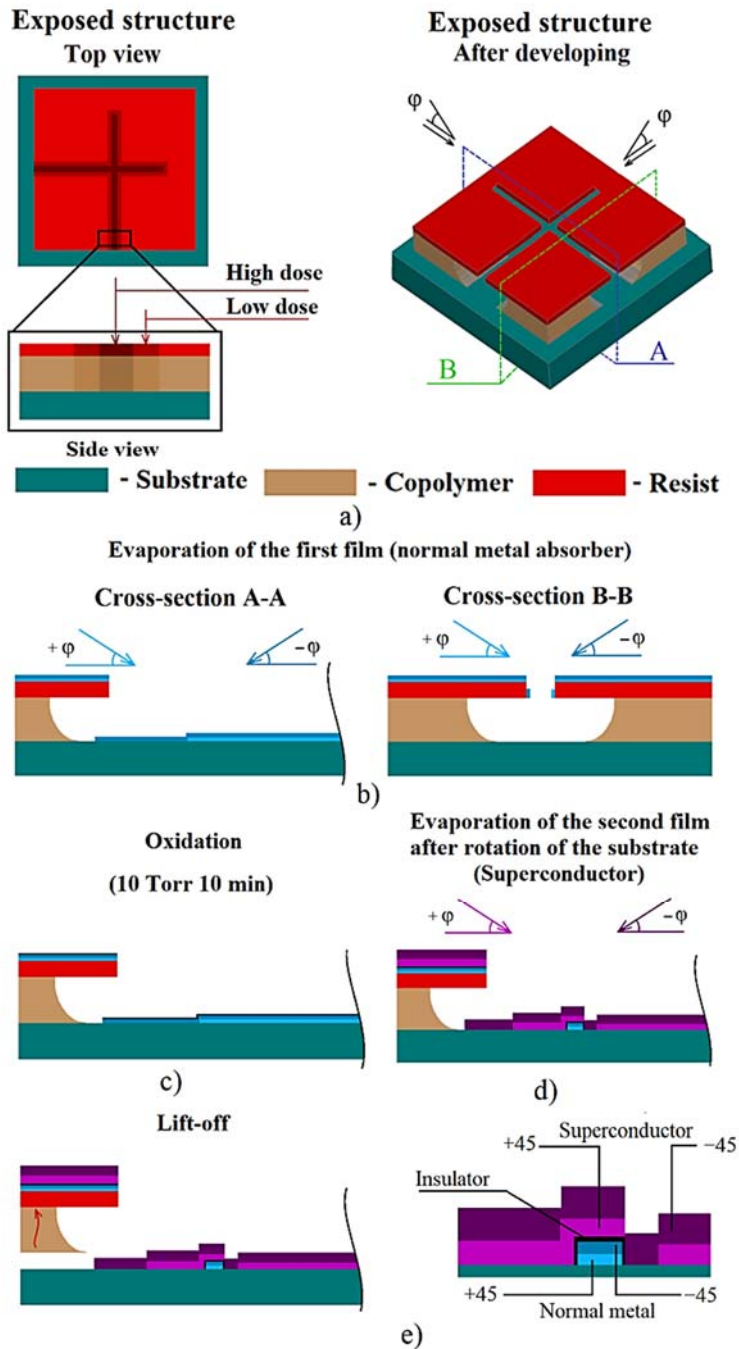 Exposed structure
Top view
High dose
Low dose
Side view
Exposed structure
After developing
φ
φ
A
B
- Substrate
- Copolymer
- Resist
a)
Evaporation of the first film (normal metal absorber)
Cross-section A-A
+φ
−φ
Cross-section B-B
+φ
−φ
b)
Oxidation
(10 Torr 10 min)
c)
Evaporation of the second film
after rotation of the substrate
(Superconductor)
+φ
−φ
d)
Lift-off
+45
Superconductor
−45
Insulator
+45
Normal metal
−45
e)